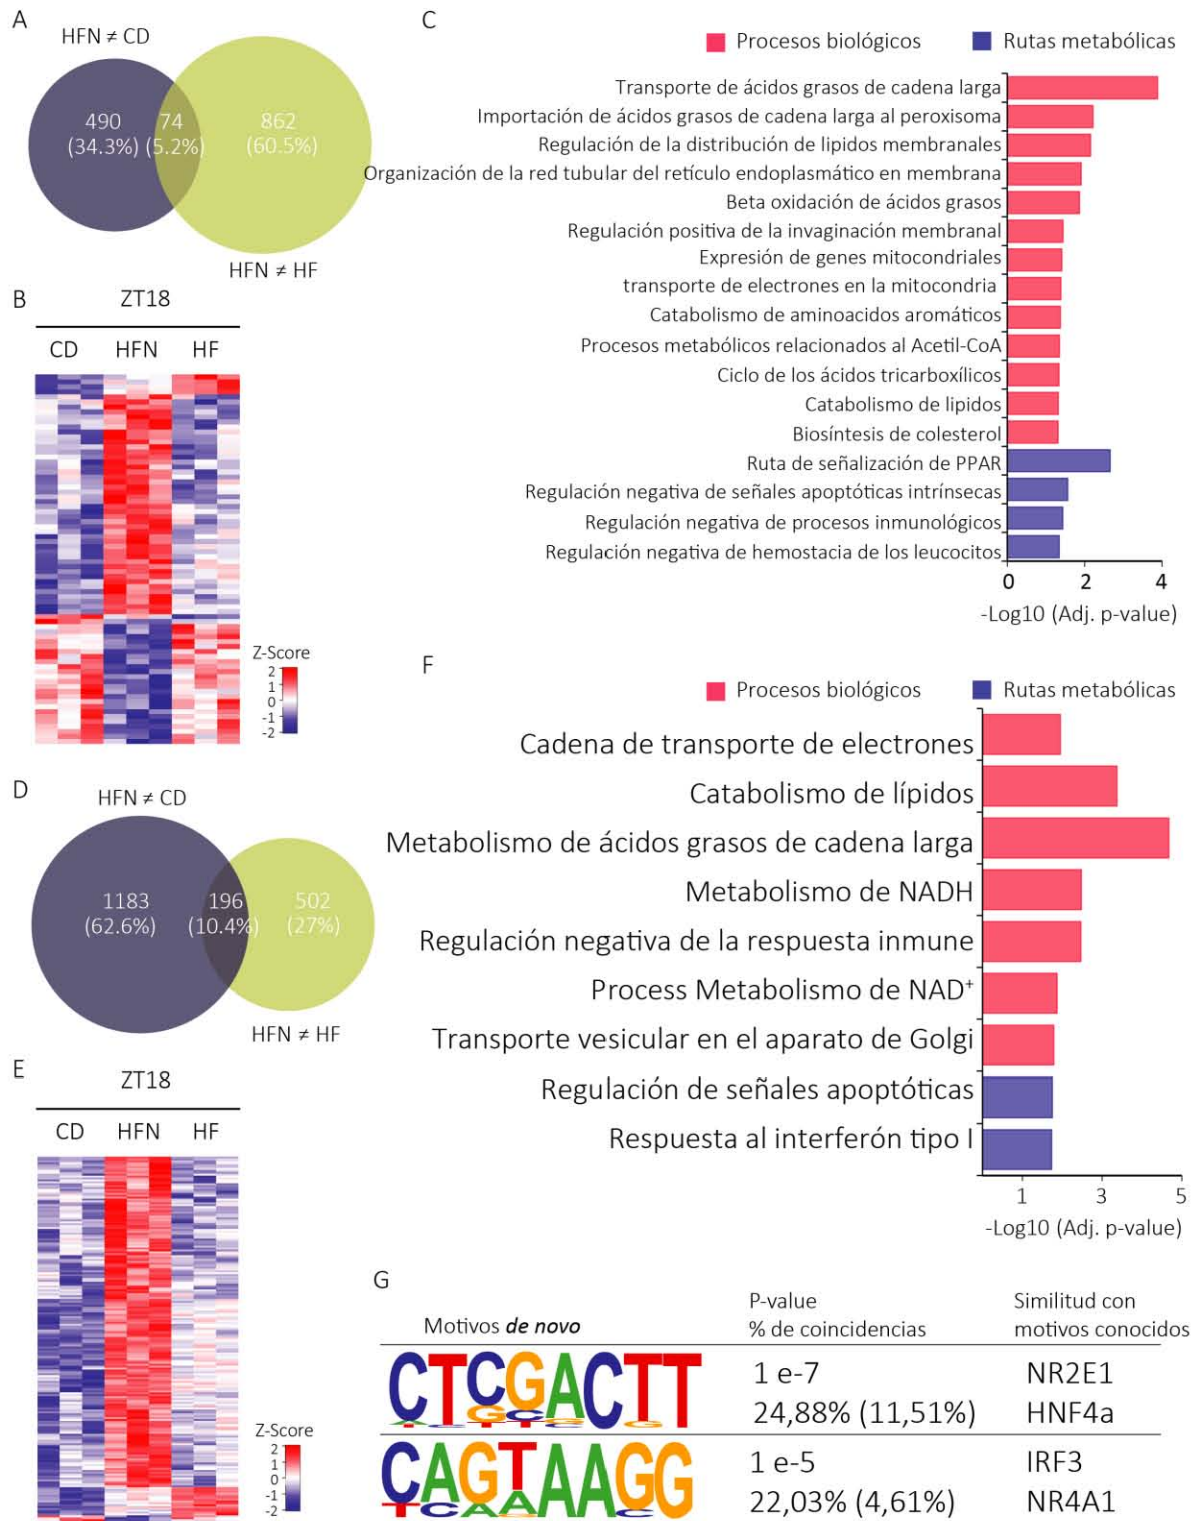 A
HFN ≠ CD
490
(34.3%)
74
(5.2%)
862
(60.5%)
HFN ≠ HF
B
ZT18
CD HFN HF
Z-Score
2
1
0
-1
-2
C
Procesos biológicos Rutas metabólicas
Transporte de ácidos grasos de cadena larga
Importación de ácidos grasos de cadena larga al peroxisoma
Regulación de la distribución de lipidos membranales
Organización de la red tubular del retículo endoplasmático en membrana
Beta oxidación de ácidos grasos
Regulación positiva de la invaginación membranal
Expresión de genes mitocondriales
transporte de electrones en la mitocondria
Catabolismo de aminoacidos aromáticos
Procesos metabólicos relacionados al Acetil-CoA
Ciclo de los ácidos tricarboxílicos
Catabolismo de lipidos
Biosíntesis de colesterol
Ruta de señalización de PPAR
Regulación negativa de señales apoptóticas intrínsecas
Regulación negativa de procesos inmunológicos
Regulación negativa de hemostacia de los leucocitos
0 2 4
-Log10 (Adj. p-value)
D
HFN ≠ CD
1183
(62.6%)
196
(10.4%)
502
(27%)
HFN ≠ HF
E
ZT18
CD HFN HF
Z-Score
2
1
0
-1
-2
F
Procesos biológicos Rutas metabólicas
Cadena de transporte de electrones
Catabolismo de lípidos
Metabolismo de ácidos grasos de cadena larga
Metabolismo de NADH
Regulación negativa de la respuesta inmune
Process Metabolismo de NAD⁺
Transporte vesicular en el aparato de Golgi
Regulación de señales apoptóticas
Respuesta al interferón tipo I
1 3 5
-Log10 (Adj. p-value)
G
Motivos de novo
P-value
% de coincidencias
Similitud con
motivos conocidos
CTCGACTT
1 e-7
24,88% (11,51%)
NR2E1
HNF4a
CAGTAAGG
1 e-5
22,03% (4,61%)
IRF3
NR4A1